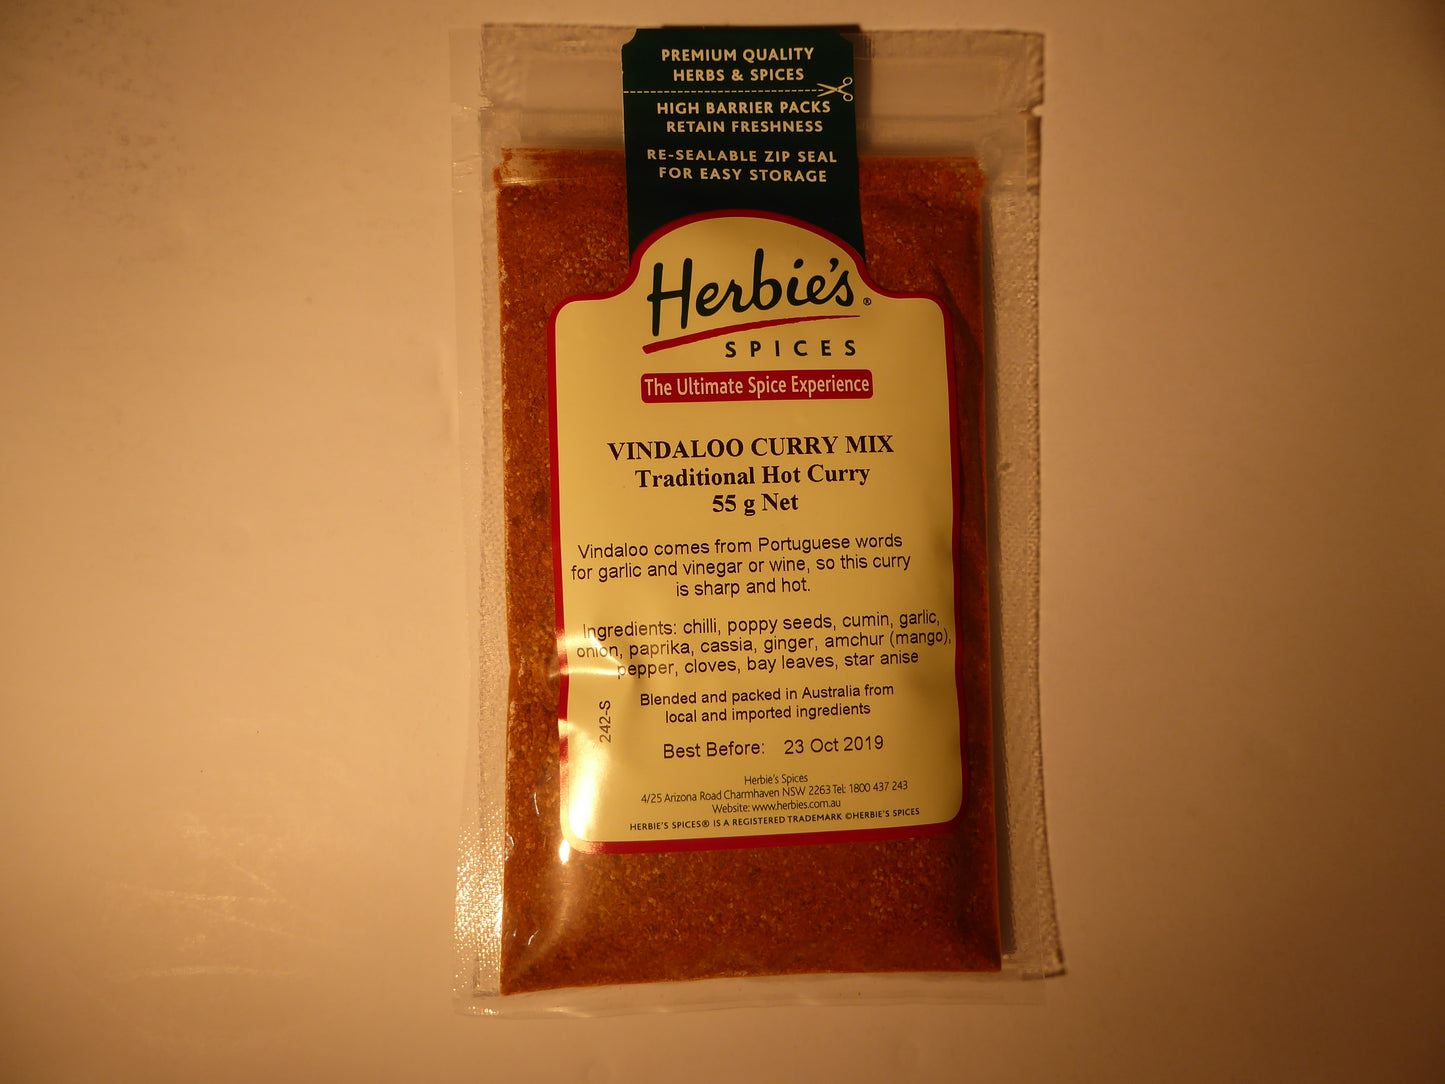 PREMIUM QUALITY
HERBS & SPICES
HIGH BARRIER PACKS
RETAIN FRESHNESS
RE-SEALABLE ZIP SEAL
FOR EASY STORAGE
Herbie's®
SPICES
The Ultimate Spice Experience
VINDALOO CURRY MIX
Traditional Hot Curry
55 g Net
Vindaloo comes from Portuguese words
for garlic and vinegar or wine, so this curry
is sharp and hot.
Ingredients: chilli, poppy seeds, cumin, garlic,
onion, paprika, cassia, ginger, amchur (mango),
pepper, cloves, bay leaves, star anise
Blended and packed in Australia from
local and imported ingredients
242-S
Best Before: 23 Oct 2019
Herbie's Spices
4/25 Arizona Road Charmhaven NSW 2263 Tel: 1800 437 243
Website: www.herbies.com.au
HERBIE'S SPICES® IS A REGISTERED TRADEMARK ©HERBIE'S SPICES